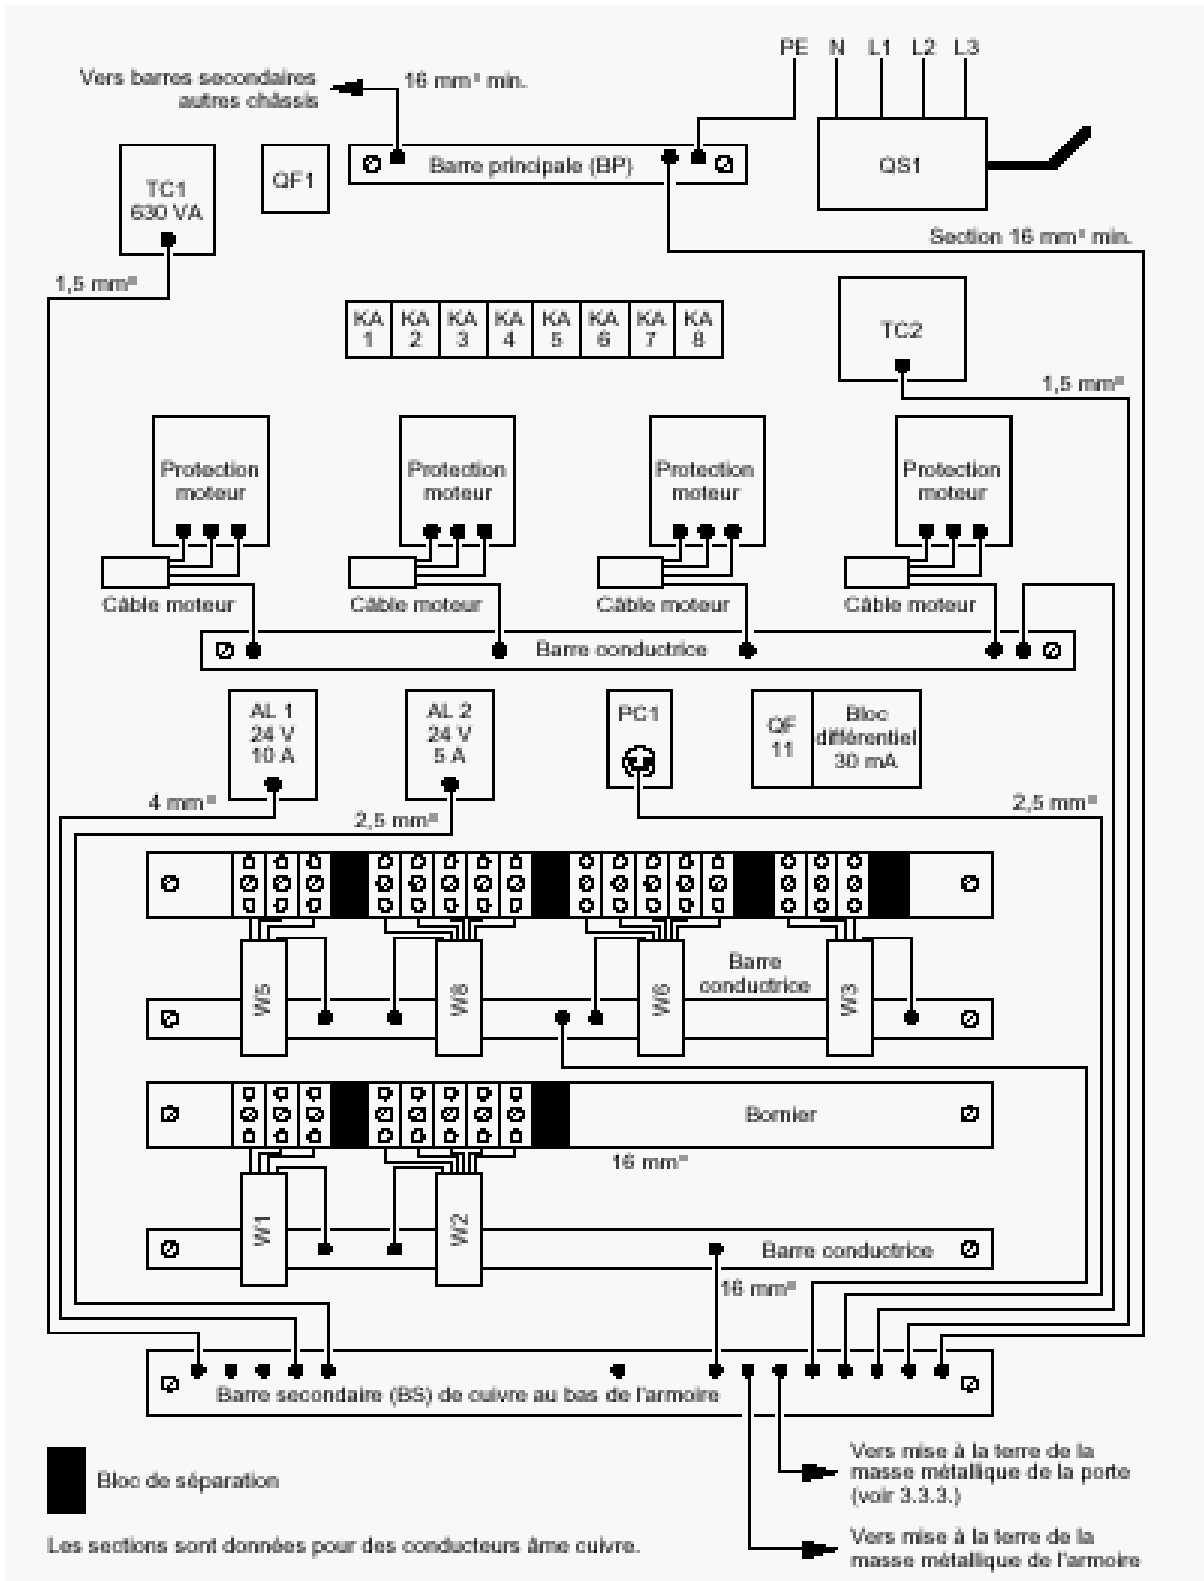 PE N L1 L2 L3
Vers barres secondaires
autres châssis
16 mm² min.
TC1
630 VA
QF1
Barre principale (BP)
QS1
Section 16 mm² min.
1,5 mm²
KA
1
KA
2
KA
3
KA
4
KA
5
KA
6
KA
7
KA
8
TC2
1,5 mm²
Protection
moteur
Protection
moteur
Protection
moteur
Protection
moteur
Câble moteur
Câble moteur
Câble moteur
Câble moteur
Barre conductrice
AL 1
24 V
10 A
AL 2
24 V
5 A
PC1
QF
11
Bloc
différentiel
30 mA
4 mm²
2,5 mm²
2,5 mm²
Barre
conductrice
W5
W8
W6
W3
Bornier
16 mm²
W1
W2
Barre conductrice
16 mm²
Barre secondaire (BS) de cuivre au bas de l'armoire
Bloc de séparation
Vers mise à la terre de la
masse métallique de la porte
(voir 3.3.3.)
Les sections sont données pour des conducteurs âme cuivre.
Vers mise à la terre de la
masse métallique de l'armoire